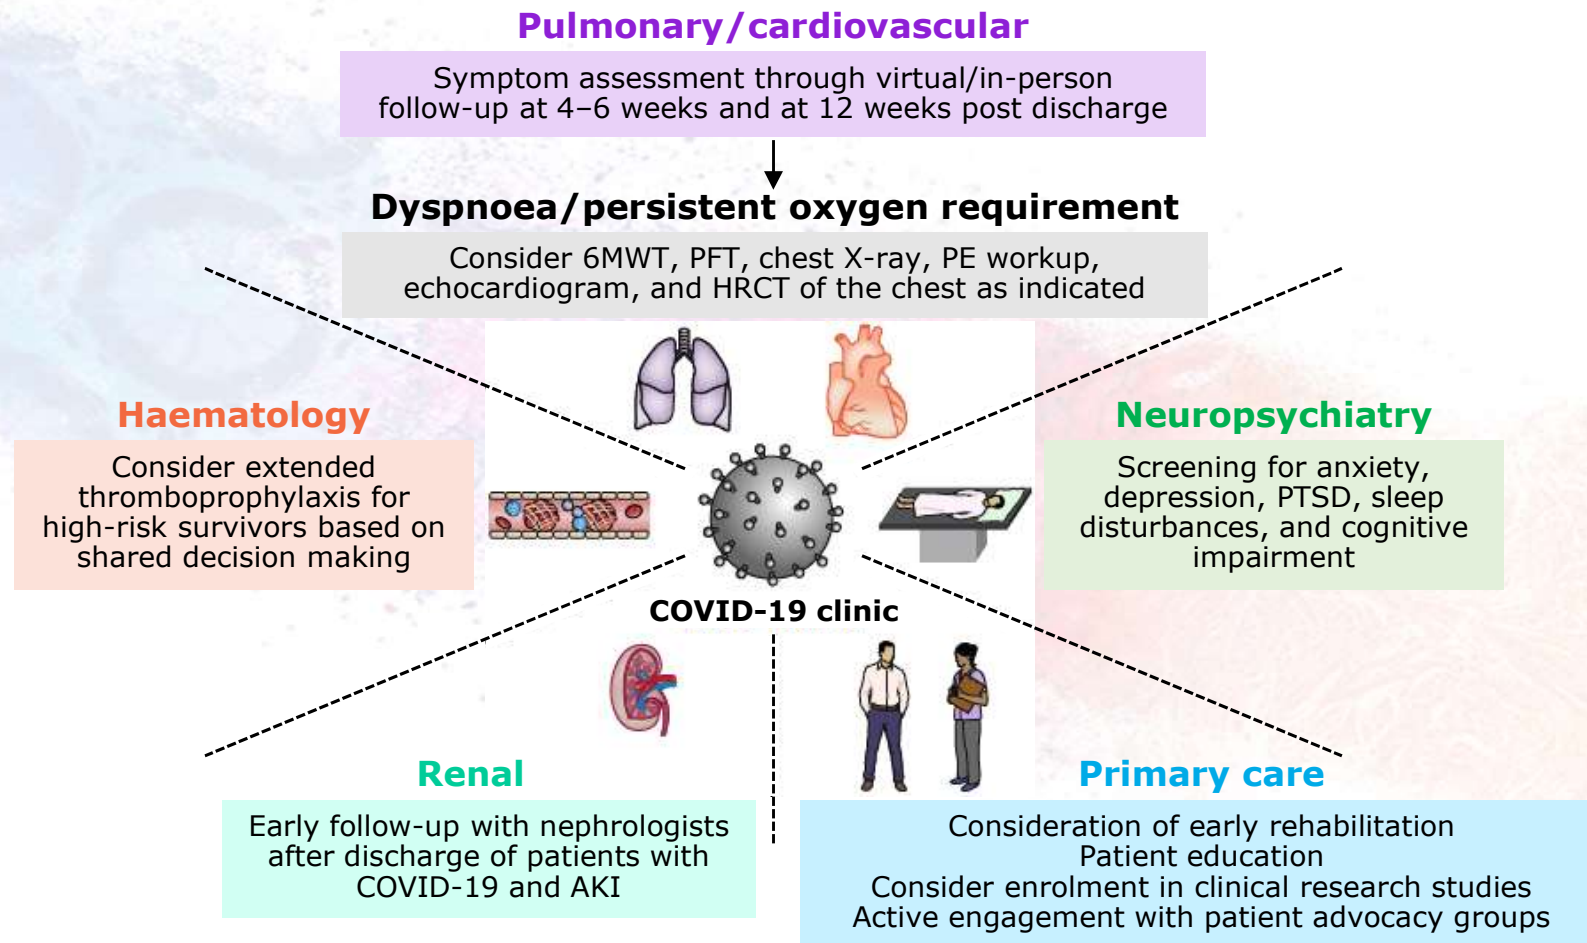 Pulmonary/cardiovascular
Symptom assessment through virtual/in-person
follow-up at 4–6 weeks and at 12 weeks post discharge
Dyspnoea/persistent oxygen requirement
Consider 6MWT, PFT, chest X-ray, PE workup,
echocardiogram, and HRCT of the chest as indicated
Haematology
Consider extended
thromboprophylaxis for
high-risk survivors based on
shared decision making
Neuropsychiatry
Screening for anxiety,
depression, PTSD, sleep
disturbances, and cognitive
impairment
COVID-19 clinic
Renal
Early follow-up with nephrologists
after discharge of patients with
COVID-19 and AKI
Primary care
Consideration of early rehabilitation
Patient education
Consider enrolment in clinical research studies
Active engagement with patient advocacy groups